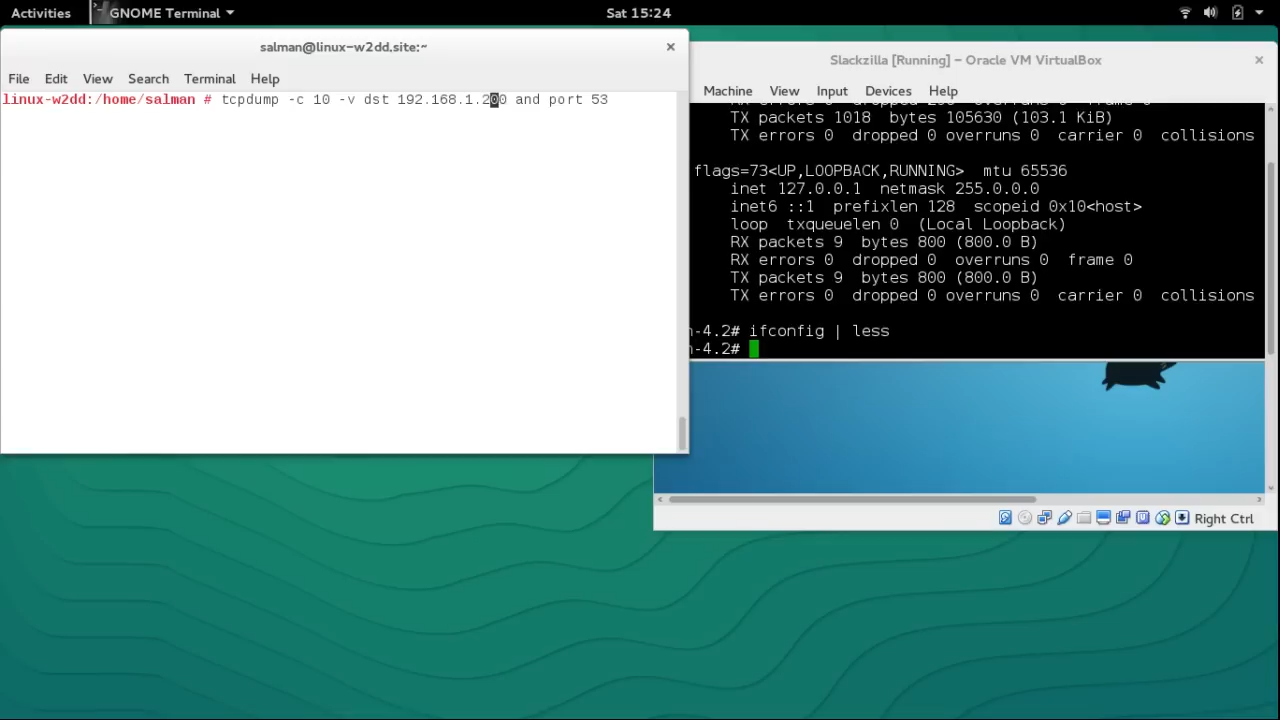 Activities GNOME Terminal Sat 15:24
salman@linux-w2dd.site:~
File Edit View Search Terminal Help
linux-w2dd:/home/salman # tcpdump -c 10 -v dst 192.168.1.200 and port 53
Slackzilla [Running] – Oracle VM VirtualBox
Machine View Input Devices Help
TX packets 1018 bytes 105630 (103.1 KiB)
TX errors 0 dropped 0 overruns 0 carrier 0 collisions
flags=73<UP,LOOPBACK,RUNNING> mtu 65536
inet 127.0.0.1 netmask 255.0.0.0
inet6 ::1 prefixlen 128 scopeid 0x10<host>
loop txqueuelen 0 (Local Loopback)
RX packets 9 bytes 800 (800.0 B)
RX errors 0 dropped 0 overruns 0 frame 0
TX packets 9 bytes 800 (800.0 B)
TX errors 0 dropped 0 overruns 0 carrier 0 collisions
n-4.2# ifconfig | less
n-4.2#
Right Ctrl